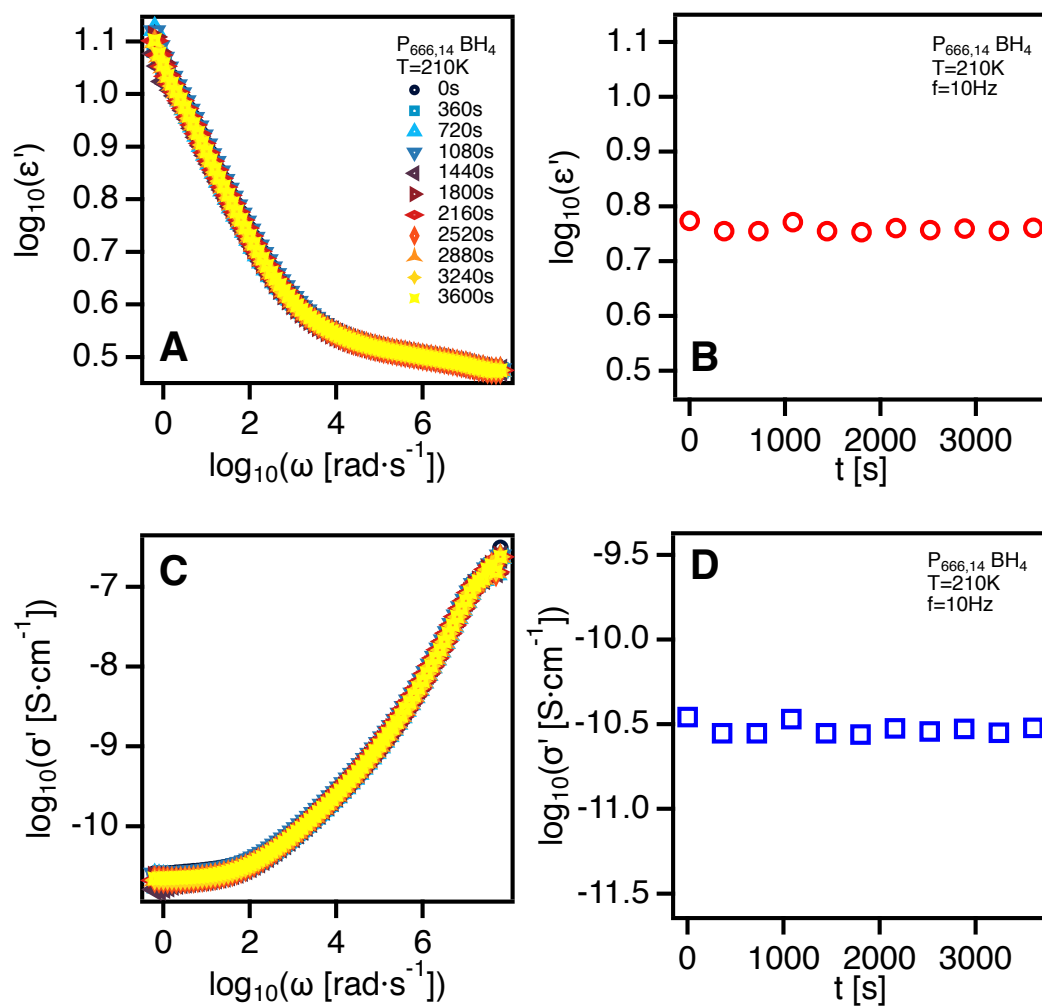 A
log₁₀(ε')
1.1
1.0
0.9
0.8
0.7
0.6
0.5
P₆₆₆,₁₄ BH₄
T=210K
0s
360s
720s
1080s
1440s
1800s
2160s
2520s
2880s
3240s
3600s
0 2 4 6
log₁₀(ω [rad·s⁻¹])
B
log₁₀(ε')
1.1
1.0
0.9
0.8
0.7
0.6
0.5
P₆₆₆,₁₄ BH₄
T=210K
f=10Hz
0 1000 2000 3000
t [s]
C
log₁₀(σ' [S·cm⁻¹])
-7
-8
-9
-10
0 2 4 6
log₁₀(ω [rad·s⁻¹])
D
log₁₀(σ' [S·cm⁻¹])
-9.5
-10.0
-10.5
-11.0
-11.5
P₆₆₆,₁₄ BH₄
T=210K
f=10Hz
0 1000 2000 3000
t [s]